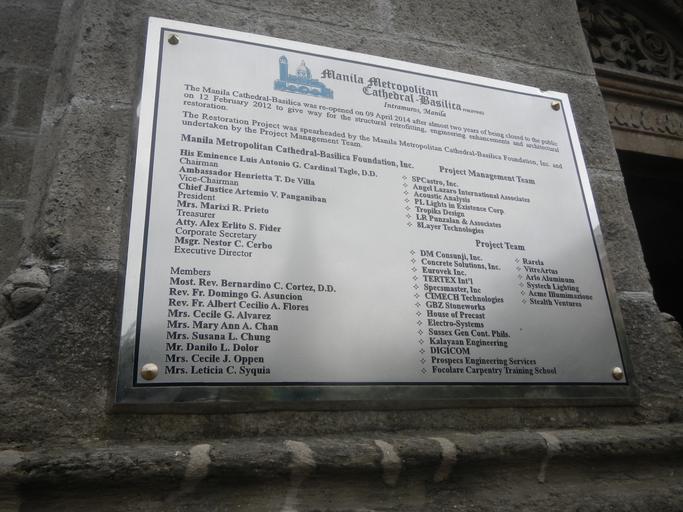 Manila Metropolitan
Cathedral-Basilica
Intramuros, Manila
The Manila Cathedral-Basilica was re-opened on 09 April 2014 after almost two years of being closed to the public
on 12 February 2012 to give way for the structural retrofitting, engineering enhancements and architectural
restoration.
The Restoration Project was spearheaded by the Manila Metropolitan Cathedral-Basilica Foundation, Inc. and
undertaken by the Project Management Team.
Manila Metropolitan Cathedral-Basilica Foundation, Inc.
His Eminence Luis Antonio G. Cardinal Tagle, D.D.
Chairman
Ambassador Henrietta T. De Villa
Vice-Chairman
Chief Justice Artemio V. Panganiban
President
Mrs. Marixi R. Prieto
Treasurer
Atty. Alex Erlito S. Fider
Corporate Secretary
Msgr. Nestor C. Cerbo
Executive Director
Members
Most. Rev. Bernardino C. Cortez, D.D.
Rev. Fr. Domingo G. Asuncion
Rev. Fr. Albert Cecilio A. Flores
Mrs. Cecile G. Alvarez
Mrs. Mary Ann A. Chan
Mrs. Susana L. Chung
Mr. Danilo L. Dolor
Mrs. Cecile J. Oppen
Mrs. Leticia C. Syquia
Project Management Team
SPCastro, Inc.
Angel Lazaro International Associates
Acoustic Analysis
PL Lights in Existence Corp.
Tropiks Design
LR Punzalan & Associates
8Layer Technologies
Project Team
DM Consunji, Inc.
Concrete Solutions, Inc.
Eurovek Inc.
TERTEX Int'l
Specsmaster, Inc
CIMECH Technologies
GBZ Stoneworks
House of Precast
Electro-Systems
Sussex Gen Cont. Phils.
Kalayaan Engineering
DIGICOM
Prospecs Engineering Services
Focolare Carpentry Training School
Rarela
VitreArtus
Arlo Aluminum
Systech Lighting
Acme Illumimazione
Stealth Ventures